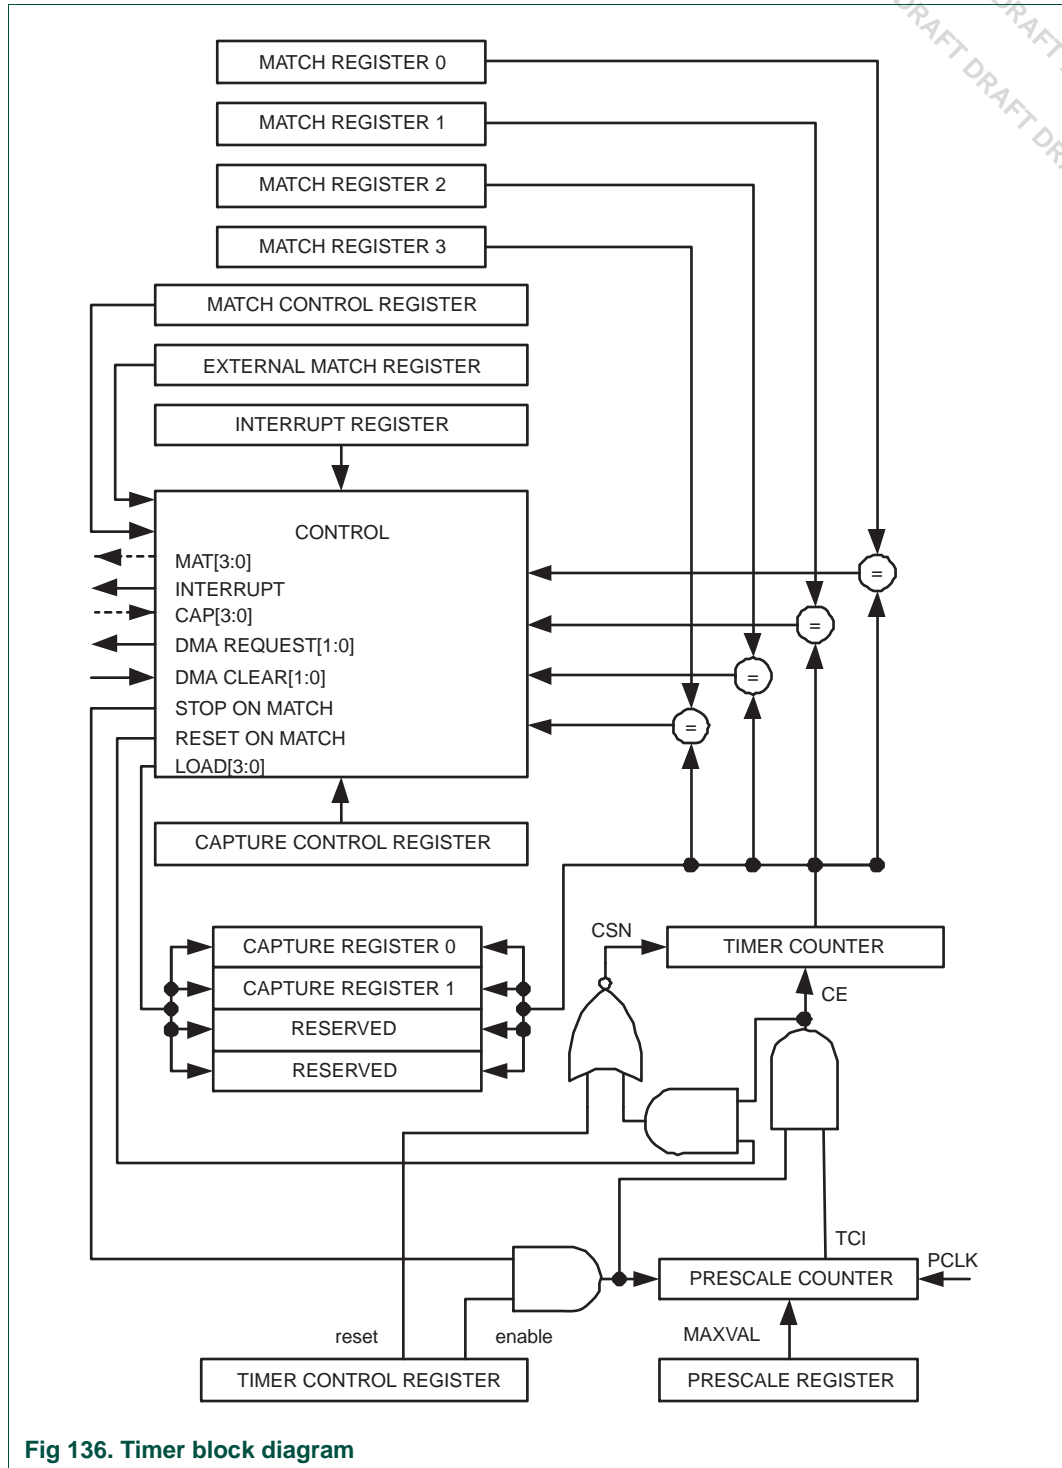 DRAFT
DRAFT DRAFT DRA
MATCH REGISTER 0
MATCH REGISTER 1
MATCH REGISTER 2
MATCH REGISTER 3
MATCH CONTROL REGISTER
EXTERNAL MATCH REGISTER
INTERRUPT REGISTER
CONTROL
MAT[3:0]
INTERRUPT
CAP[3:0]
DMA REQUEST[1:0]
DMA CLEAR[1:0]
STOP ON MATCH
RESET ON MATCH
LOAD[3:0]
=
=
=
=
CAPTURE CONTROL REGISTER
CSN
TIMER COUNTER
CE
CAPTURE REGISTER 0
CAPTURE REGISTER 1
RESERVED
RESERVED
TCI
PCLK
PRESCALE COUNTER
reset
enable
MAXVAL
TIMER CONTROL REGISTER
PRESCALE REGISTER
Fig 136. Timer block diagram